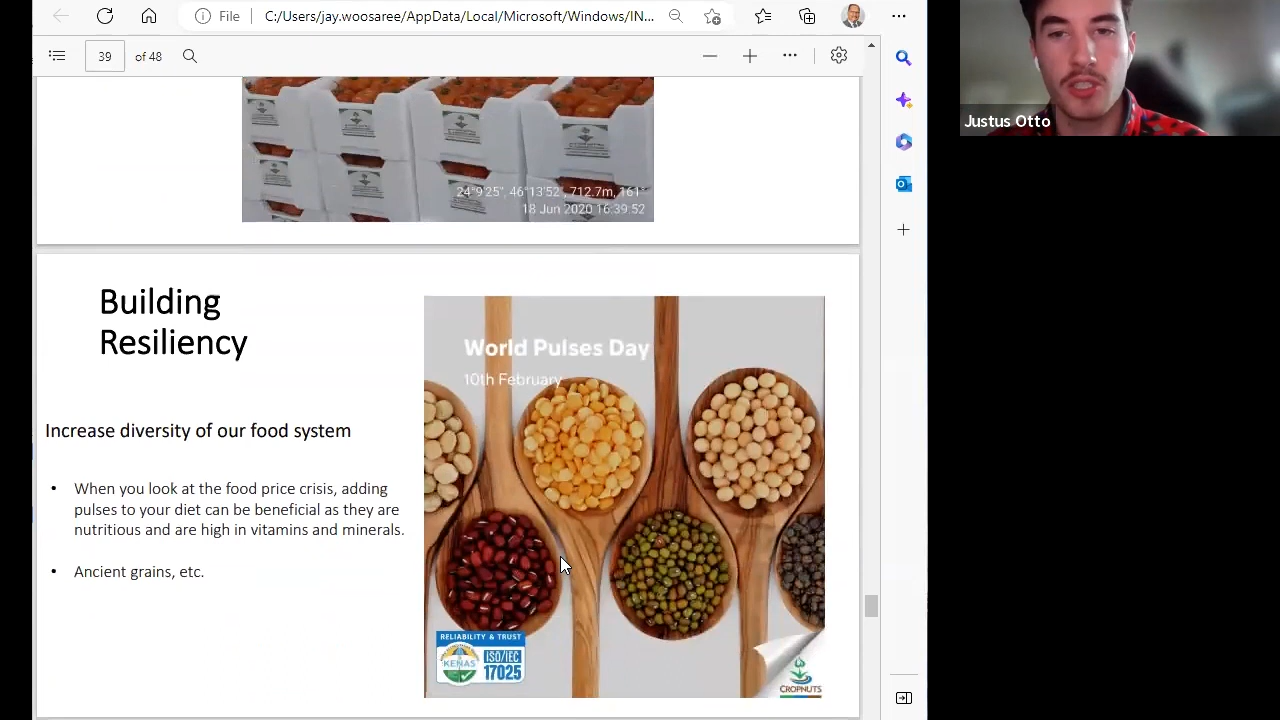 File
C:/Users/jay.woosaree/AppData/Local/Microsoft/Windows/IN...
39
of 48
24°9'25", 46°13'52", 712.7m, 161°
18 Jun 2020 16:39:52
Building
Resiliency
Increase diversity of our food system
• When you look at the food price crisis, adding
pulses to your diet can be beneficial as they are
nutritious and are high in vitamins and minerals.
• Ancient grains, etc.
World Pulses Day
10th February
RELIABILITY & TRUST
KENAS
ISO/IEC
17025
CROPNUTS
Justus Otto